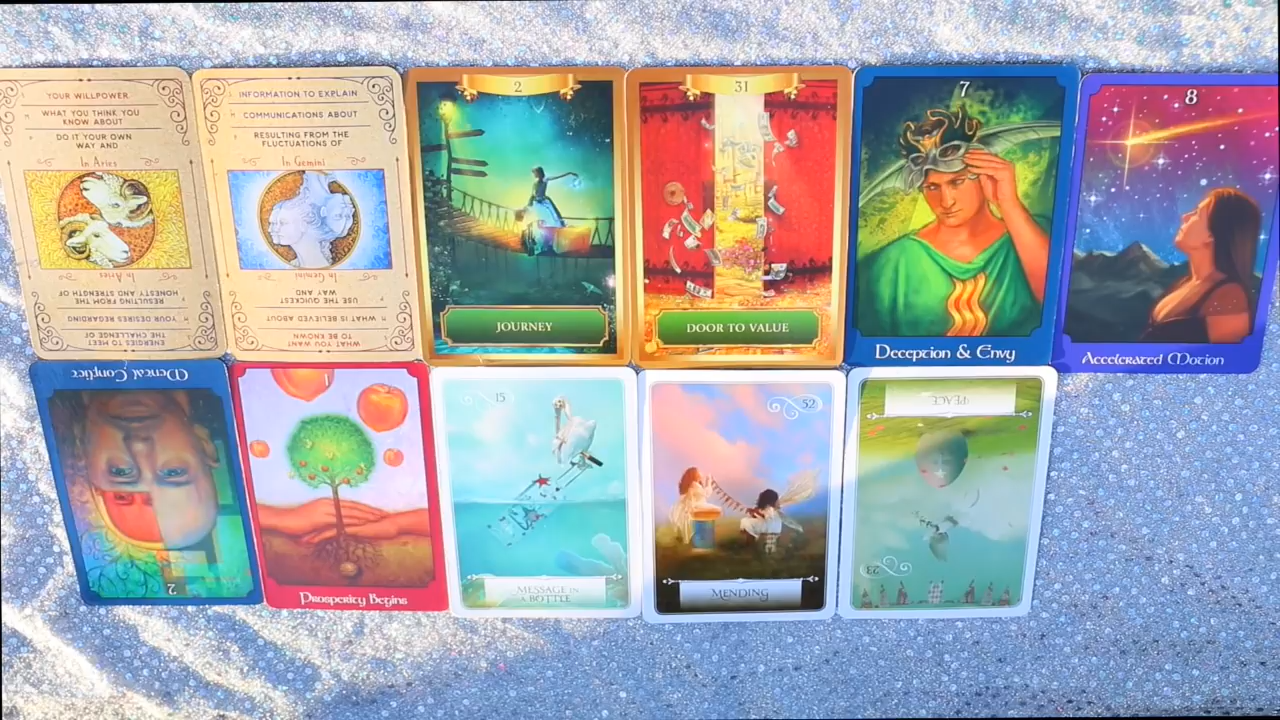 YOUR WILLPOWER
WHAT YOU THINK YOU
KNOW ABOUT
DO IT YOUR OWN
WAY AND
In Aries
In Aries
RESULTING FROM THE
HONESTY AND STRENGTH OF
YOUR DESIRES REGARDING
ENERGIES TO MEET
THE CHALLENGE OF
INFORMATION TO EXPLAIN
COMMUNICATIONS ABOUT
RESULTING FROM THE
FLUCTUATIONS OF
In Gemini
In Gemini
USE THE QUICKEST
WAY AND
WHAT IS BELIEVED ABOUT
WHAT YOU WANT
TO BE KNOWN
2
JOURNEY
31
DOOR TO VALUE
7
Deception & Envy
8
Accelerated Motion
Mental Conflict
2
1
Prosperity Begins
15
MESSAGE IN
A BOTTLE
52
MENDING
PEACE
23